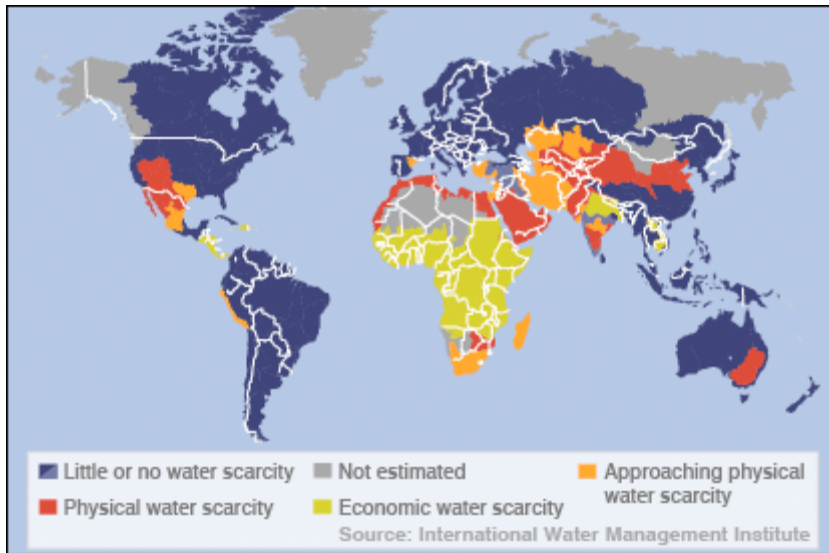 Little or no water scarcity
Not estimated
Approaching physical
water scarcity
Physical water scarcity
Economic water scarcity
Source: International Water Management Institute